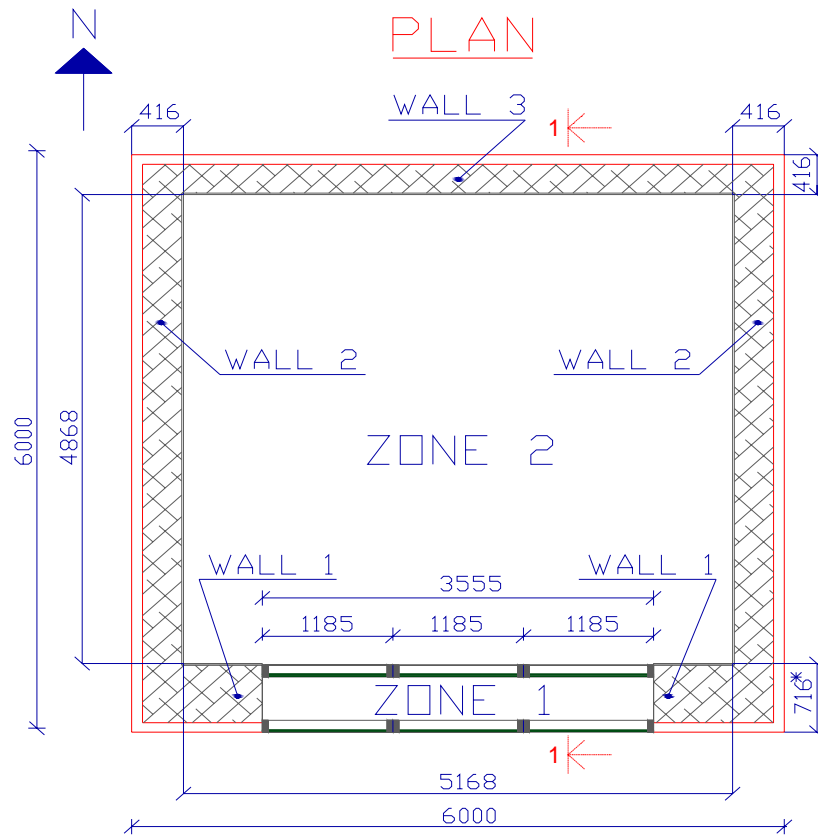 N
PLAN
416
WALL 3
1
416
416
WALL 2
WALL 2
6000
4868
ZONE 2
WALL 1
WALL 1
3555
1185
1185
1185
ZONE 1
716*
1
5168
6000